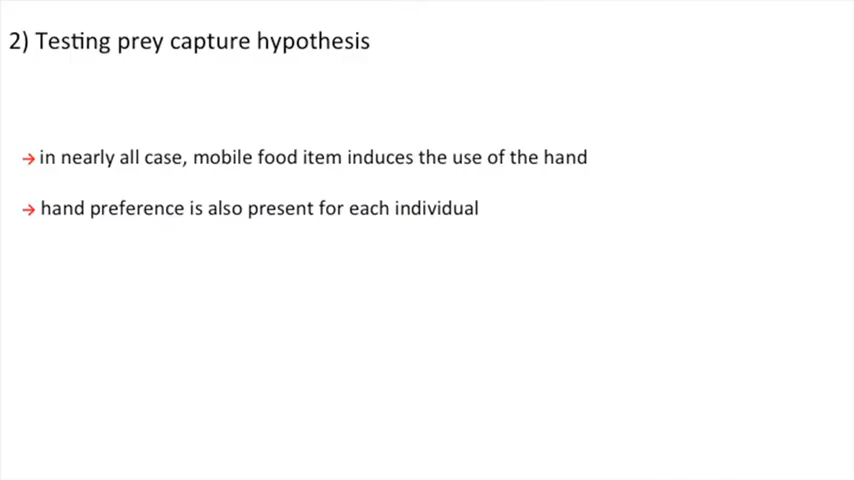 2) Testing prey capture hypothesis
→ in nearly all case, mobile food item induces the use of the hand
→ hand preference is also present for each individual